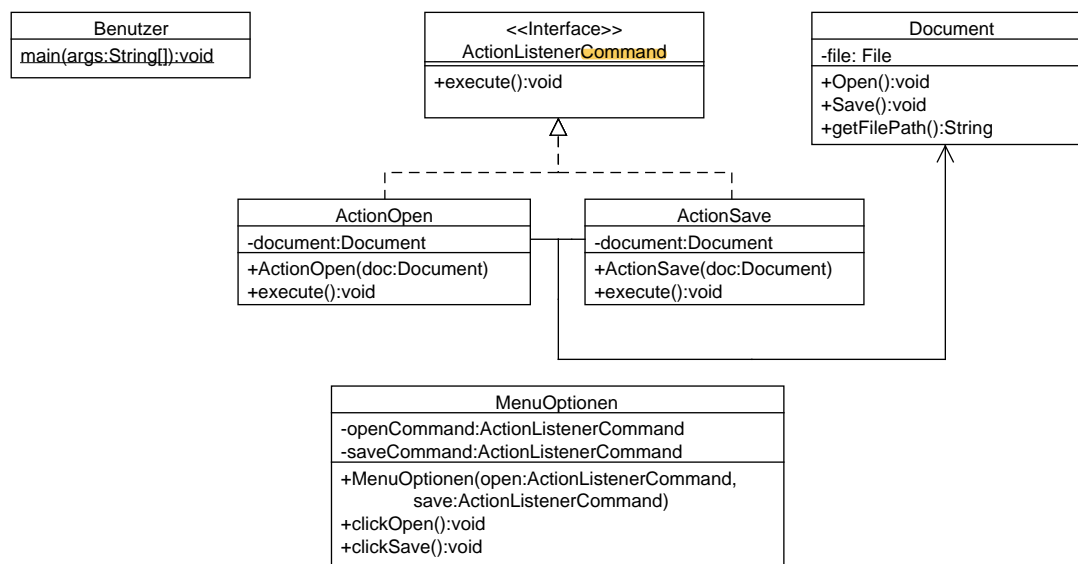 Benutzer
main(args:String[]):void
<<Interface>>
ActionListenerCommand
+execute():void
Document
-file: File
+Open():void
+Save():void
+getFilePath():String
ActionOpen
-document:Document
+ActionOpen(doc:Document)
+execute():void
ActionSave
-document:Document
+ActionSave(doc:Document)
+execute():void
MenuOptionen
-openCommand:ActionListenerCommand
-saveCommand:ActionListenerCommand
+MenuOptionen(open:ActionListenerCommand,
save:ActionListenerCommand)
+clickOpen():void
+clickSave():void